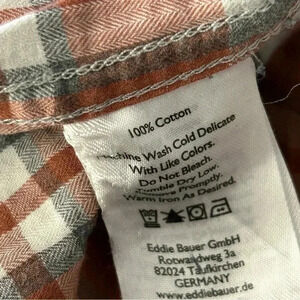 100% Cotton
Machine Wash Cold Delicate
With Like Colors.
Do Not Bleach.
Tumble Dry Low.
Remove Promptly.
Warm Iron As Desired.
Eddie Bauer GmbH
Rotwandweg 3a
82024 Taufkirchen
GERMANY
www.eddiebauer.de